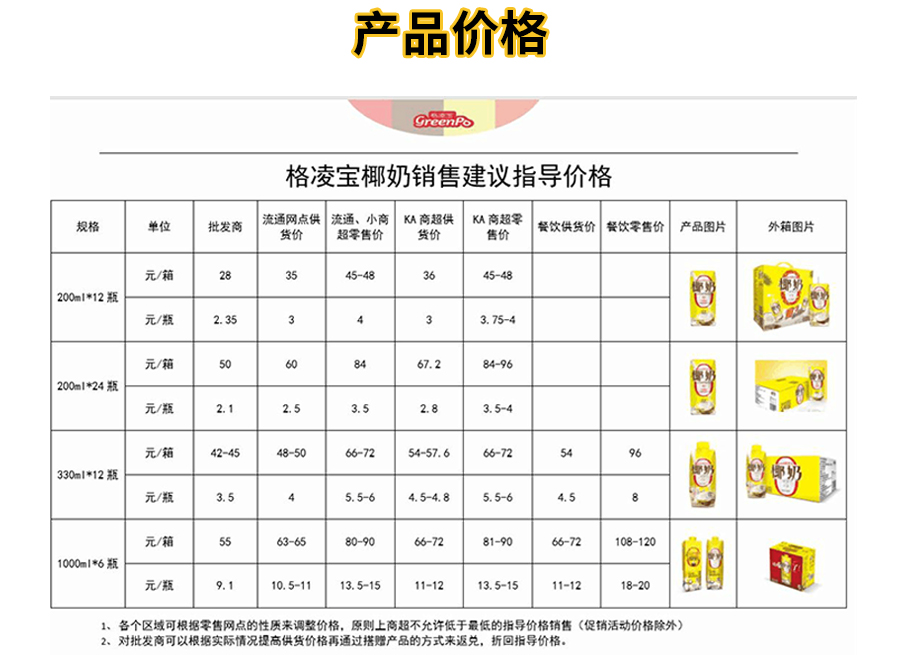 产品价格
GreenPo
格凌宝椰奶销售建议指导价格
规格 单位 批发商 流通网点供货价 流通、小商超零售价 KA 商超供货价 KA 商超零售价 餐饮供货价 餐饮零售价 产品图片 外箱图片
200ml*12 瓶 元/箱 28 35 45-48 36 45-48
元/瓶 2.35 3 4 3 3.75-4
200ml*24 瓶 元/箱 50 60 84 67.2 84-96
元/瓶 2.1 2.5 3.5 2.8 3.5-4
330ml*12 瓶 元/箱 42-45 48-50 66-72 54-57.6 66-72 54 96
元/瓶 3.5 4 5.5-6 4.5-4.8 5.5-6 4.5 8
1000ml*6 瓶 元/箱 55 63-65 80-90 66-72 81-90 66-72 108-120
元/瓶 9.1 10.5-11 13.5-15 11-12 13.5-15 11-12 18-20
椰奶
椰奶
椰奶
椰奶
椰奶
椰奶
1、各个区域可根据零售网点的性质来调整价格，原则上商超不允许低于最低的指导价格销售（促销活动价格除外）
2、对批发商可以根据实际情况提高供货价格再通过搭赠产品的方式来返兑，折回指导价格。